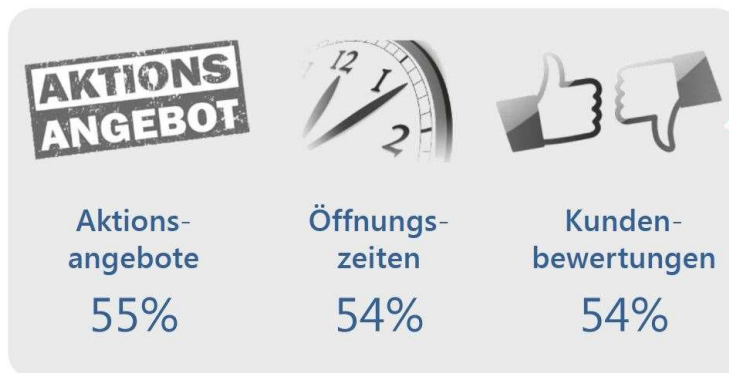 AKTIONS
ANGEBOT
12
1
2
Aktions-
angebote
55%
Öffnungs-
zeiten
54%
Kunden-
bewertungen
54%